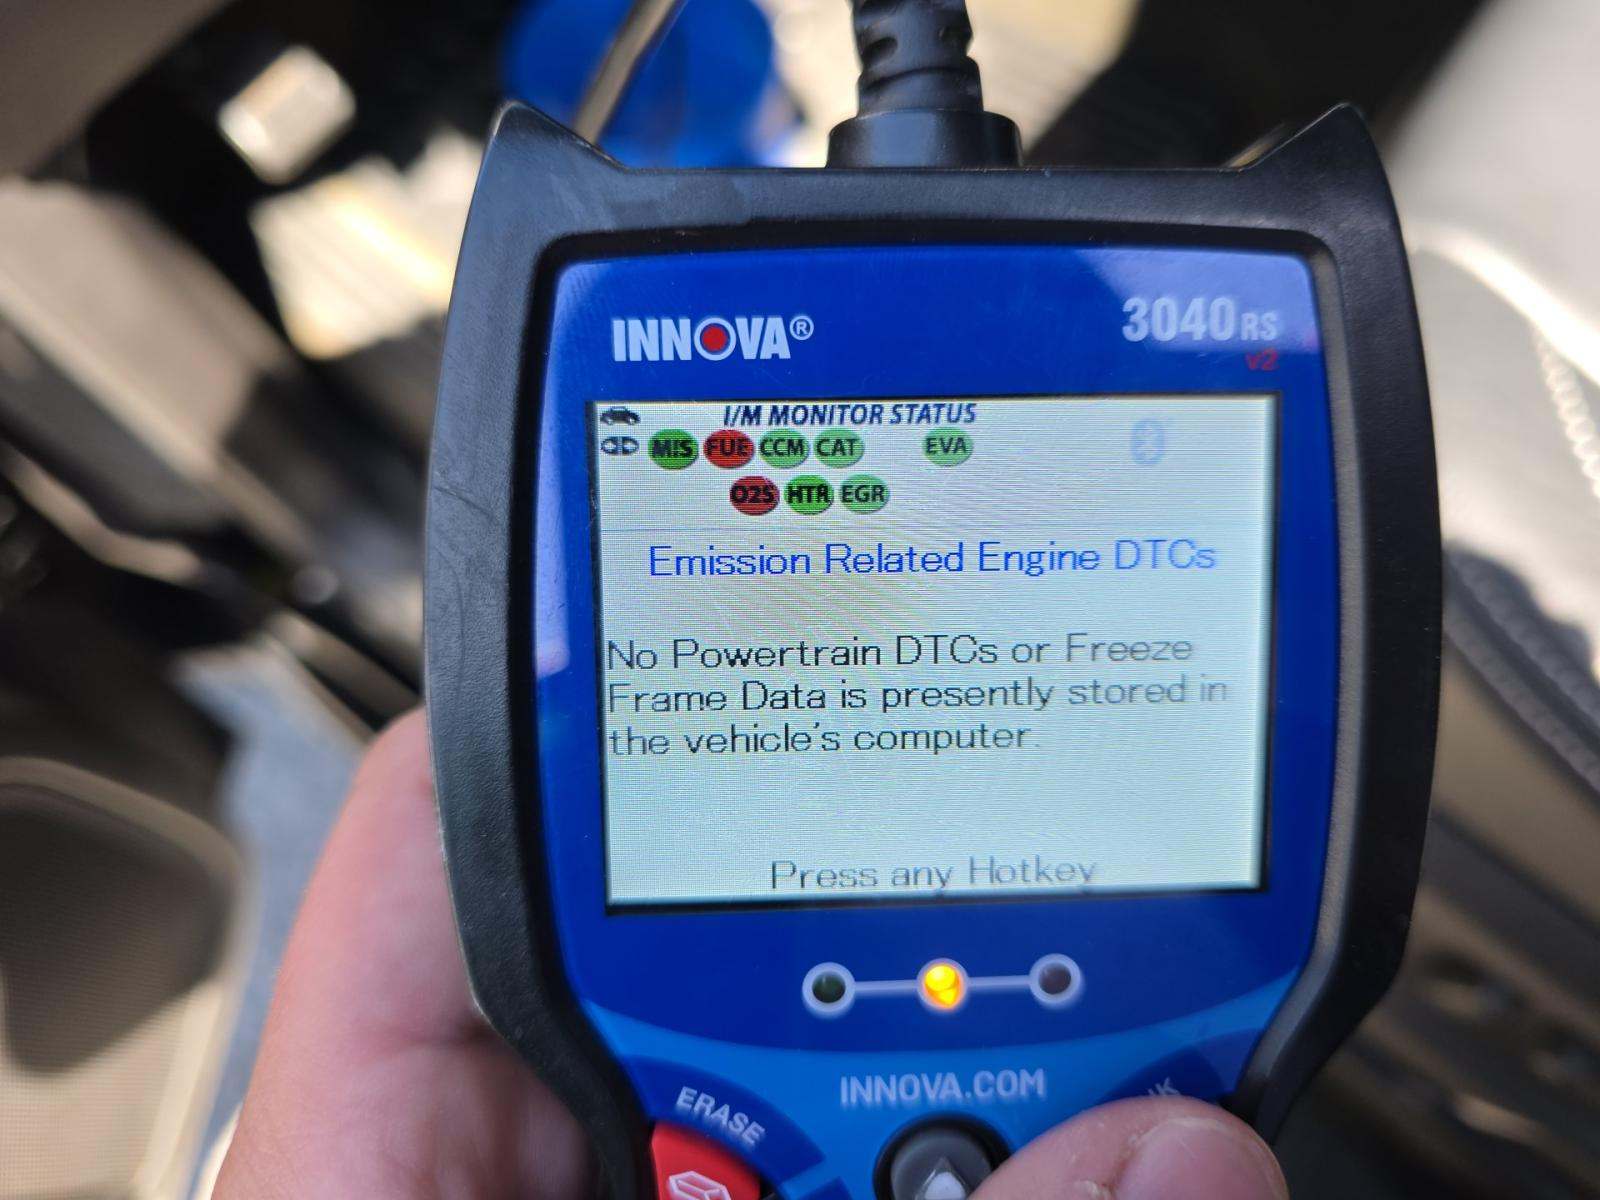 INNOVA®
3040RS
v2
I/M MONITOR STATUS
MIS FUE CCM CAT EVA
O2S HTR EGR
Emission Related Engine DTCs
No Powertrain DTCs or Freeze
Frame Data is presently stored in
the vehicle's computer.
Press any Hotkey
INNOVA.COM
ERASE